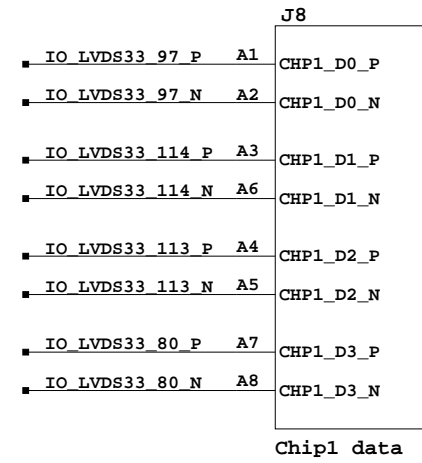 J8
IO_LVDS33_97_P A1 CHP1_D0_P
IO_LVDS33_97_N A2 CHP1_D0_N
IO_LVDS33_114_P A3 CHP1_D1_P
IO_LVDS33_114_N A6 CHP1_D1_N
IO_LVDS33_113_P A4 CHP1_D2_P
IO_LVDS33_113_N A5 CHP1_D2_N
IO_LVDS33_80_P A7 CHP1_D3_P
IO_LVDS33_80_N A8 CHP1_D3_N
Chip1 data